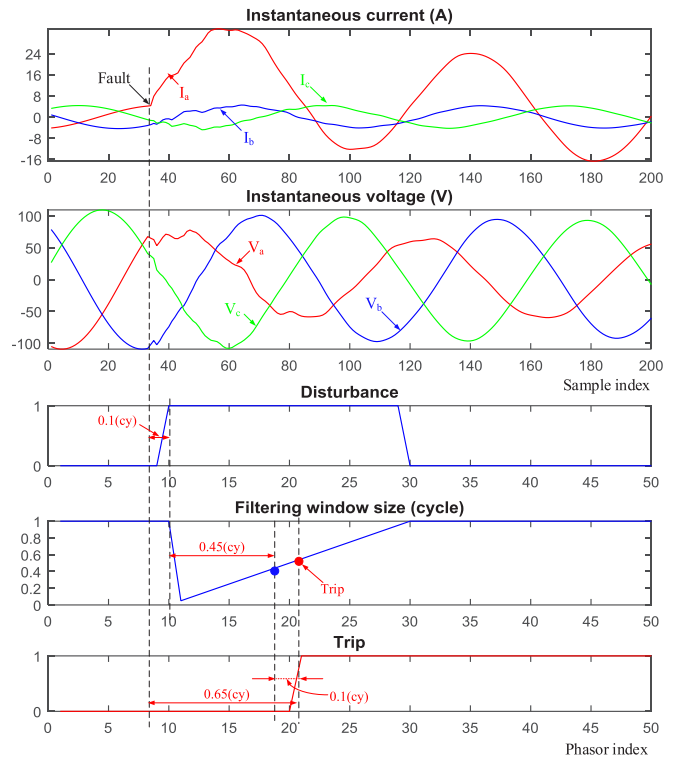 Instantaneous current (A)
24
16
8
0
-8
-16
Fault
Ia
Ib
Ic
0 20 40 60 80 100 120 140 160 180 200
Instantaneous voltage (V)
100
50
0
-50
-100
Va
Vc
Vb
0 20 40 60 80 100 120 140 160 180 200
Sample index
Disturbance
1
0.1(cy)
0
0 5 10 15 20 25 30 35 40 45 50
Filtering window size (cycle)
1
0.8
0.6
0.4
0.2
0
0.45(cy)
Trip
0 5 10 15 20 25 30 35 40 45 50
Trip
1
0.65(cy)
0.1(cy)
0
0 5 10 15 20 25 30 35 40 45 50
Phasor index